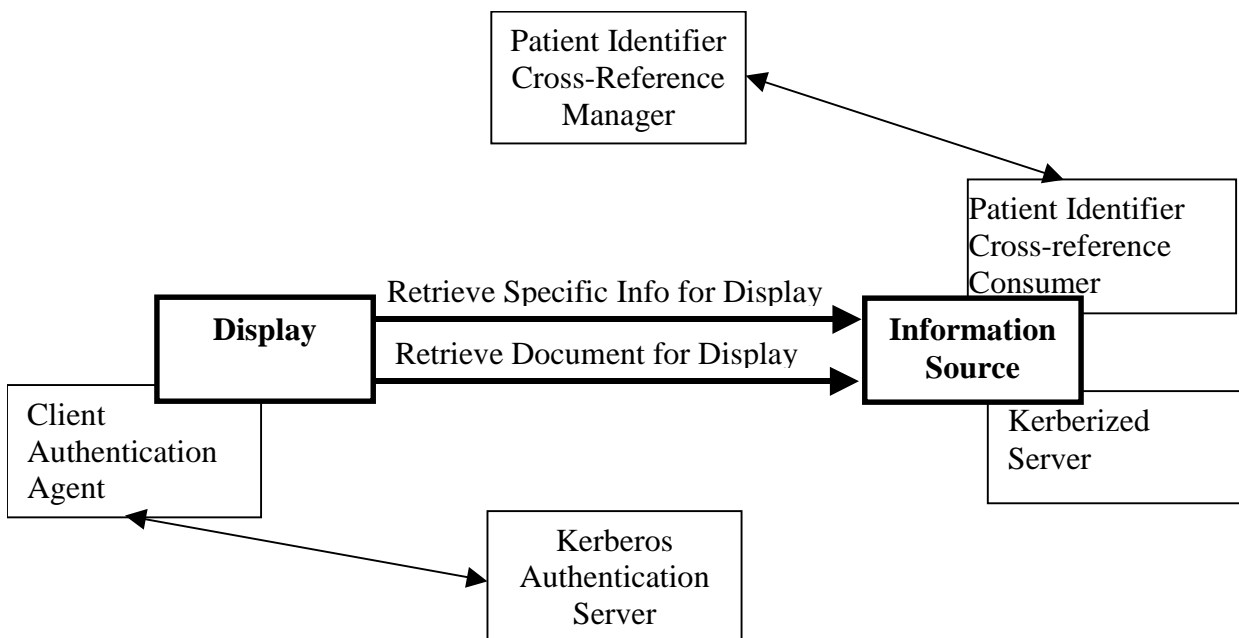 Patient Identifier
Cross-Reference
Manager
Patient Identifier
Cross-reference
Consumer
Retrieve Specific Info for Display
Display
Information
Source
Retrieve Document for Display
Client
Authentication
Agent
Kerberized
Server
Kerberos
Authentication
Server